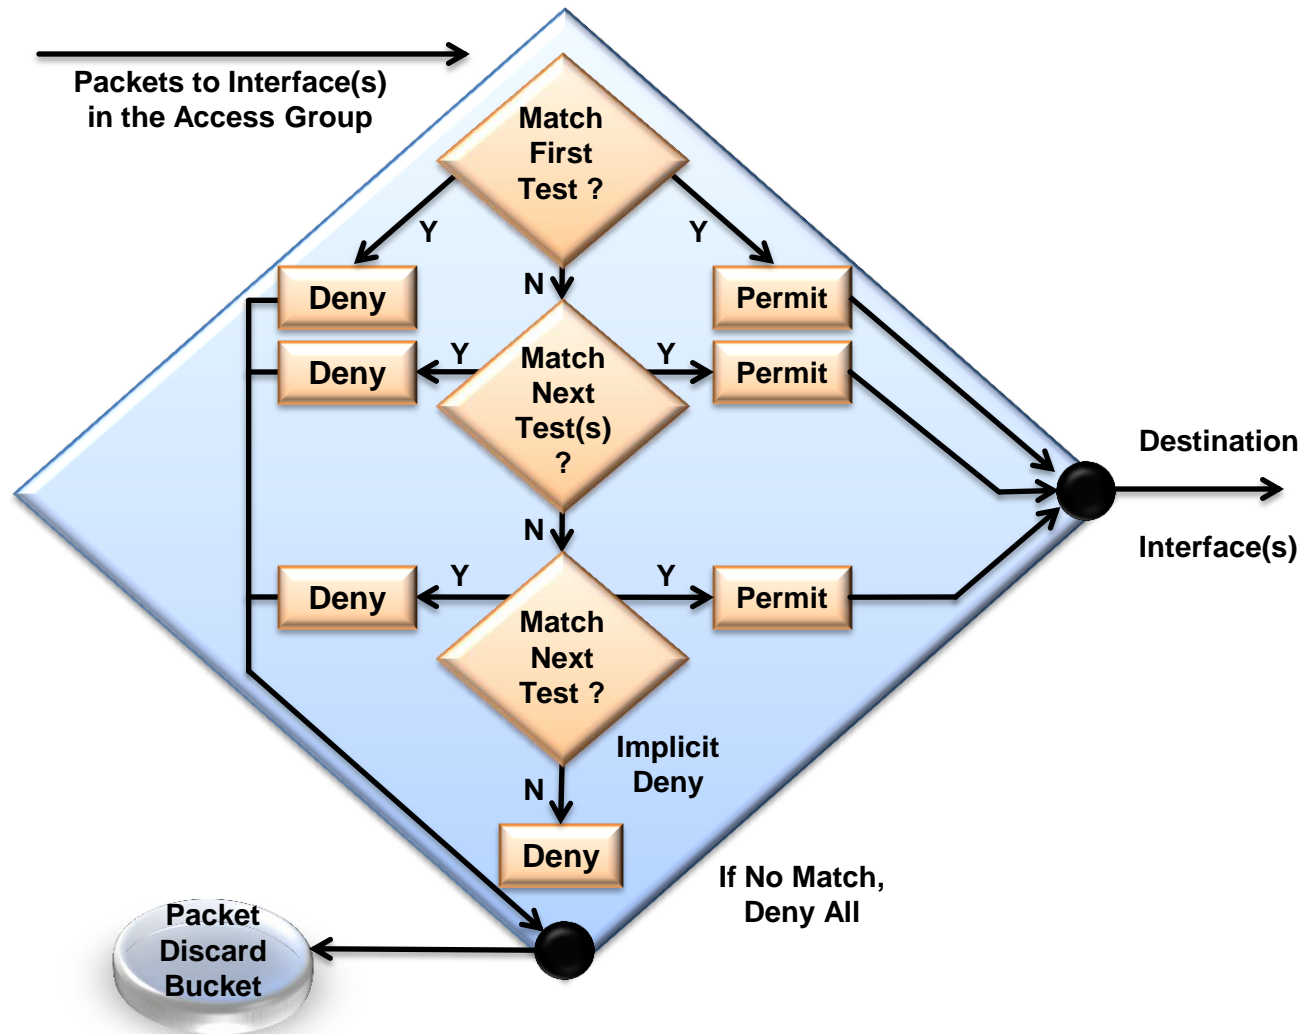 Packets to Interface(s)
in the Access Group
Match
First
Test ?
Y
Y
Deny
N
Permit
Deny
Y
Match
Next
Test(s)
?
Y
Permit
Destination
Interface(s)
N
Deny
Y
Match
Next
Test ?
Y
Permit
Implicit
Deny
N
Deny
If No Match,
Deny All
Packet
Discard
Bucket